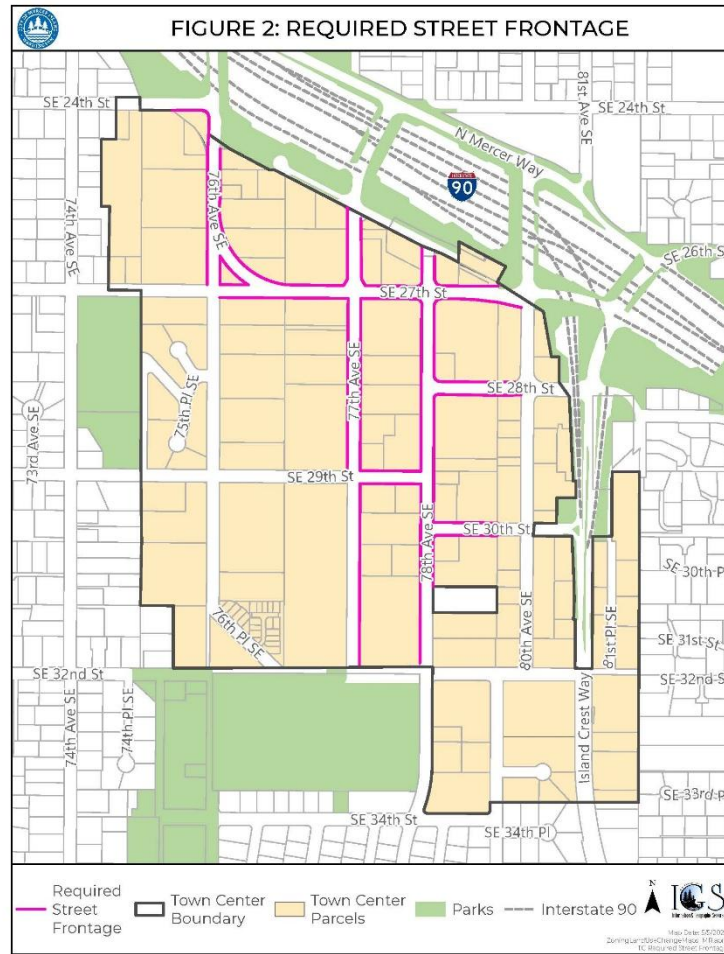 FIGURE 2: REQUIRED STREET FRONTAGE
SE 24th St
81st Ave SE
SE 24th St
N Mercer Way
74th Ave SE
76th Ave SE
90
SE 26th St
SE 27th St
77th Ave SE
SE 28th St
75th Pl SE
73rd Ave SE
SE 29th St
78th Ave SE
SE 30th St
SE 30th P
80th Ave SE
81st Pl SE
76th Pl SE
SE 31st St
SE 32nd St
SE 32nd S
74th Ave SE
74th Pl SE
Island Crest Way
SE 33rd P
SE 34th St
SE 34th Pl
Required
Street
Frontage
Town Center
Boundary
Town Center
Parcels
Parks
Interstate 90
N
IGS